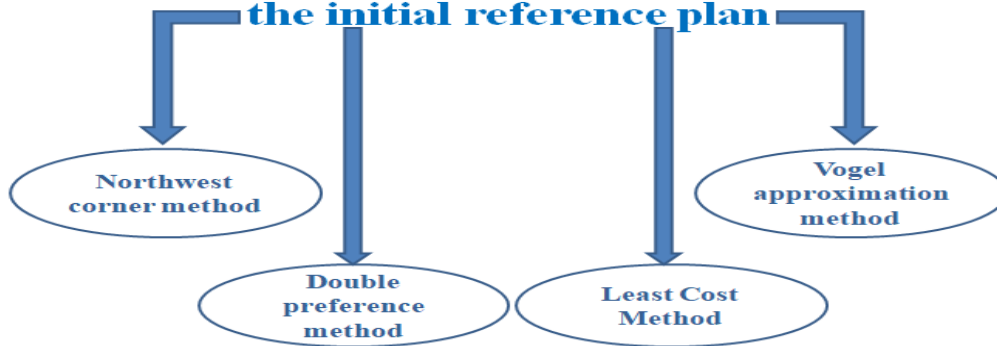 the initial reference plan
Northwest
corner method
Double
preference
method
Least Cost
Method
Vogel
approximation
method